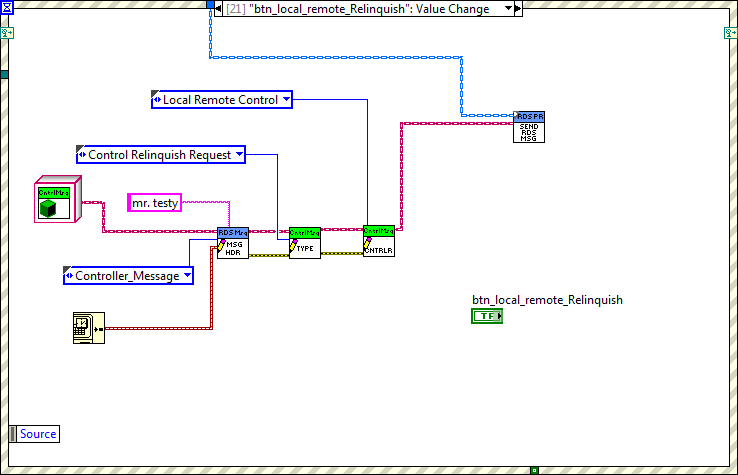 [21] "btn_local_remote_Relinquish": Value Change
Local Remote Control
RDS PR
SEND
RDS
MSG
Control Relinquish Request
CntrlMsg
mr. testy
RDS Msg
MSG
HDR
CntrlMsg
TYPE
CntrlMsg
CNTRLR
Controller_Message
btn_local_remote_Relinquish
TF
Source